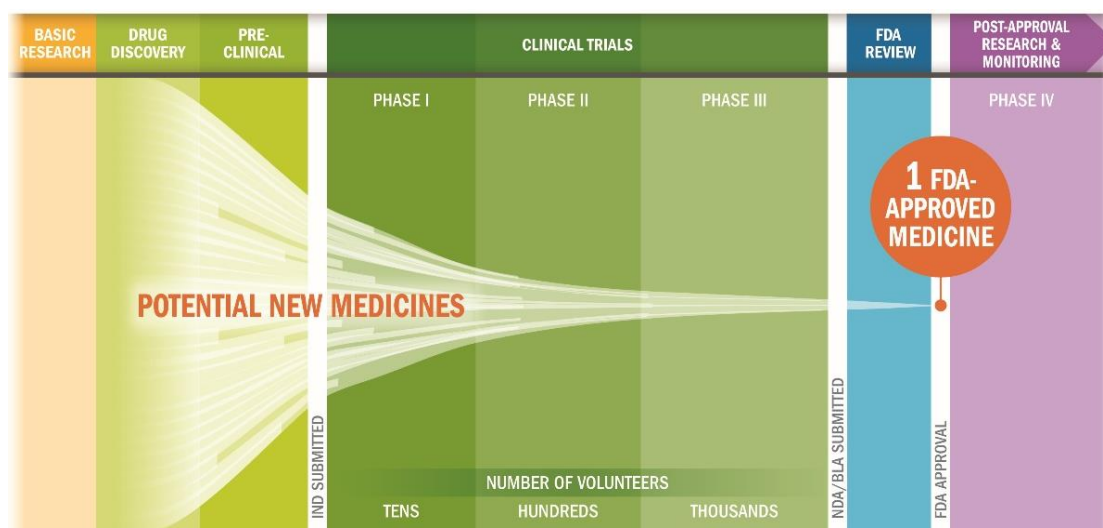 BASIC
RESEARCH
DRUG
DISCOVERY
PRE-
CLINICAL
CLINICAL TRIALS
FDA
REVIEW
POST-APPROVAL
RESEARCH &
MONITORING
PHASE I
PHASE II
PHASE III
PHASE IV
1 FDA-
APPROVED
MEDICINE
POTENTIAL NEW MEDICINES
IND SUBMITTED
NDA/BLA SUBMITTED
FDA APPROVAL
NUMBER OF VOLUNTEERS
TENS
HUNDREDS
THOUSANDS